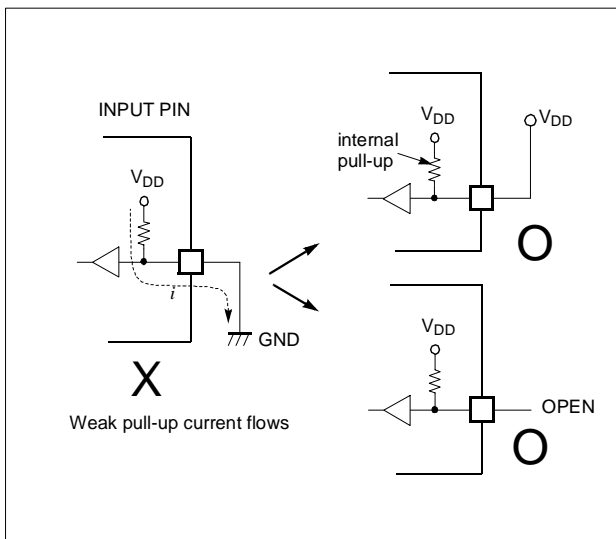 INPUT PIN
VDD
i
GND
X
Weak pull-up current flows
internal
pull-up
VDD
VDD
O
VDD
OPEN
O